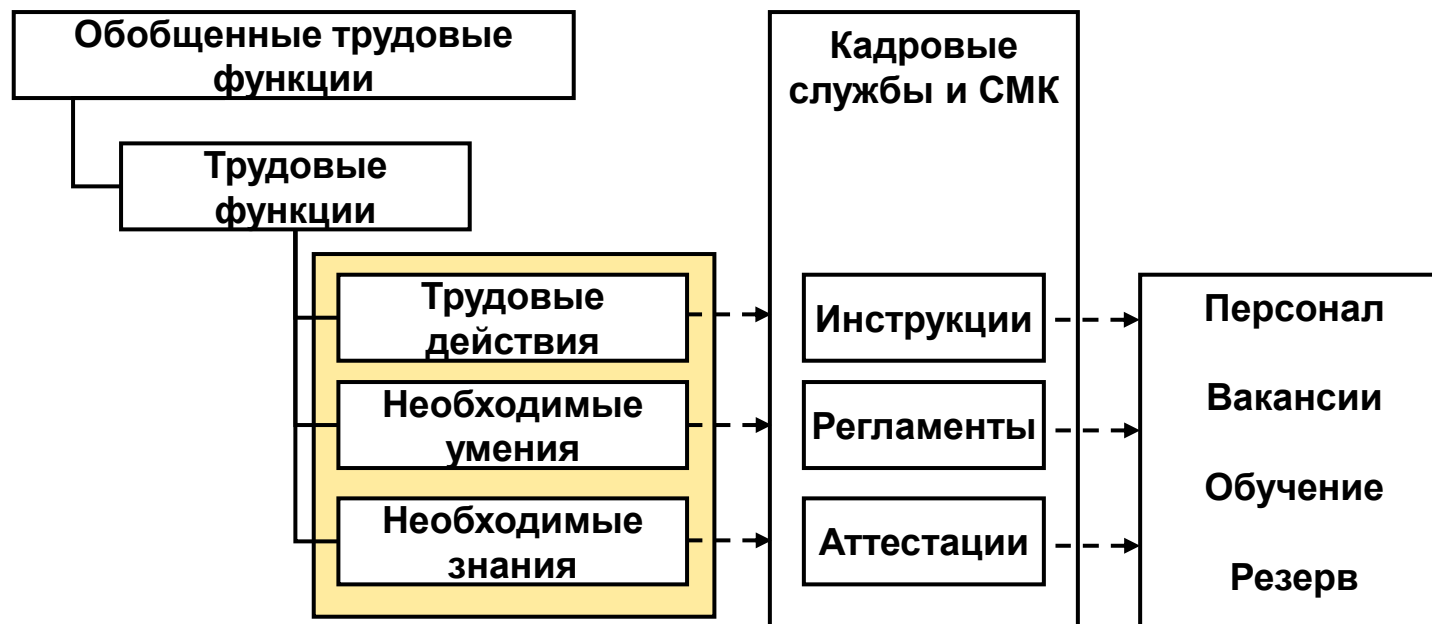 Обобщенные трудовые
функции
Трудовые
функции
Трудовые
действия
Необходимые
умения
Необходимые
знания
Кадровые
службы и СМК
Инструкции
Регламенты
Аттестации
Персонал
Вакансии
Обучение
Резерв